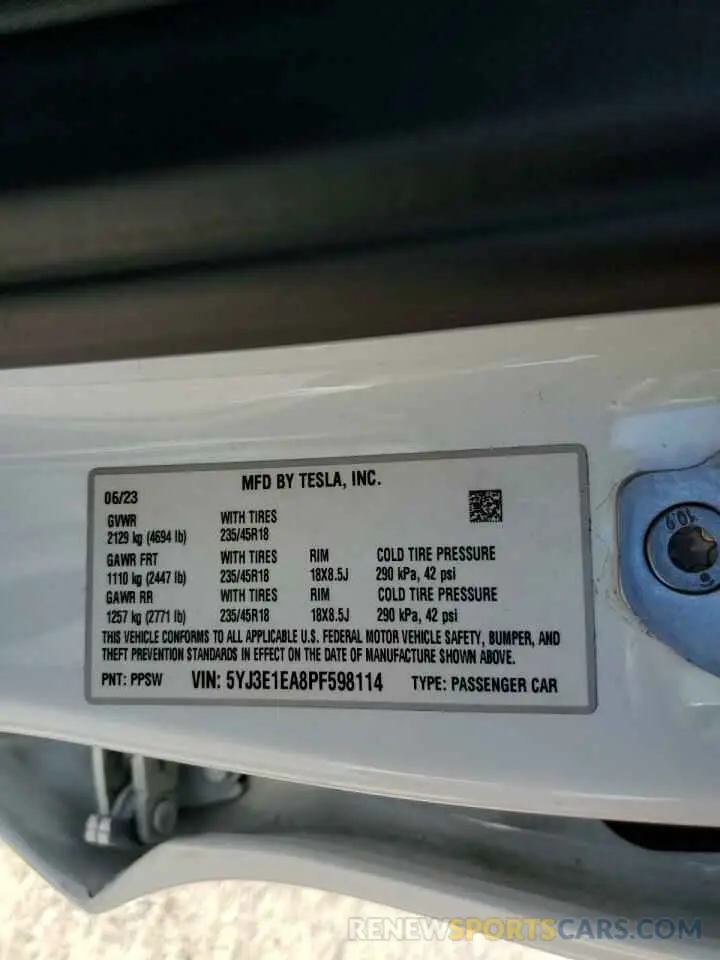 MFD BY TESLA, INC.
06/23
GVWR WITH TIRES
2129 kg (4694 lb) 235/45R18
GAWR FRT WITH TIRES RIM COLD TIRE PRESSURE
1110 kg (2447 lb) 235/45R18 18X8.5J 290 kPa, 42 psi
GAWR RR WITH TIRES RIM COLD TIRE PRESSURE
1257 kg (2771 lb) 235/45R18 18X8.5J 290 kPa, 42 psi
THIS VEHICLE CONFORMS TO ALL APPLICABLE U.S. FEDERAL MOTOR VEHICLE SAFETY, BUMPER, AND
THEFT PREVENTION STANDARDS IN EFFECT ON THE DATE OF MANUFACTURE SHOWN ABOVE.
PNT: PPSW VIN: 5YJ3E1EA8PF598114 TYPE: PASSENGER CAR
10.9
RENEWSPORTSCARS.COM